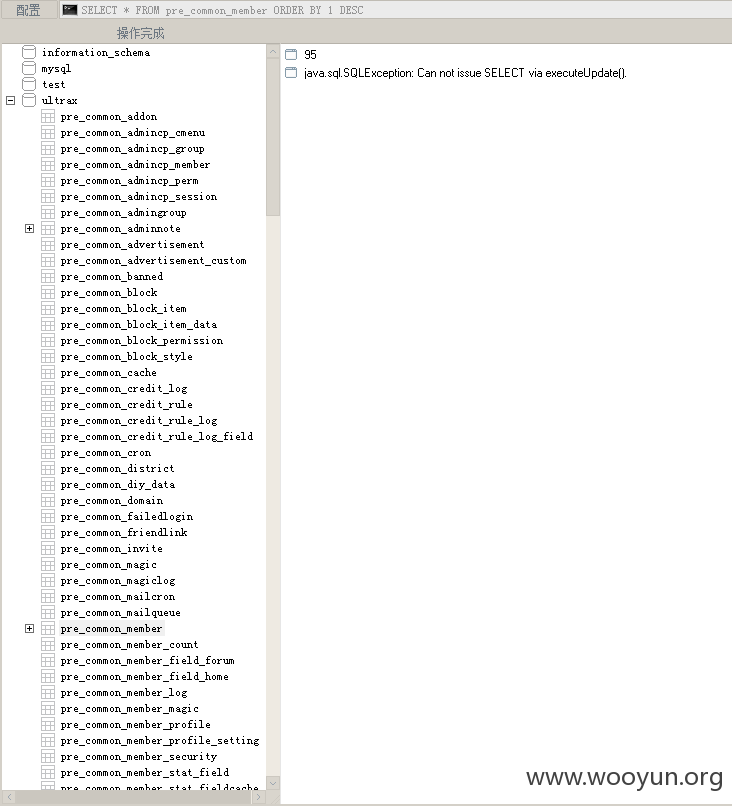 配置
SELECT * FROM pre_common_member ORDER BY 1 DESC
操作完成
information_schema
mysql
test
ultrax
pre_common_addon
pre_common_admincp_cmenu
pre_common_admincp_group
pre_common_admincp_member
pre_common_admincp_perm
pre_common_admincp_session
pre_common_admingroup
pre_common_adminnote
pre_common_advertisement
pre_common_advertisement_custom
pre_common_banned
pre_common_block
pre_common_block_item
pre_common_block_item_data
pre_common_block_permission
pre_common_block_style
pre_common_cache
pre_common_credit_log
pre_common_credit_rule
pre_common_credit_rule_log
pre_common_credit_rule_log_field
pre_common_cron
pre_common_district
pre_common_diy_data
pre_common_domain
pre_common_failedlogin
pre_common_friendlink
pre_common_invite
pre_common_magic
pre_common_magiclog
pre_common_mailcron
pre_common_mailqueue
pre_common_member
pre_common_member_count
pre_common_member_field_forum
pre_common_member_field_home
pre_common_member_log
pre_common_member_magic
pre_common_member_profile
pre_common_member_profile_setting
pre_common_member_security
pre_common_member_stat_field
pre_common_member_stat_fieldcache
95
java.sql.SQLException: Can not issue SELECT via executeUpdate().
www.wooyun.org